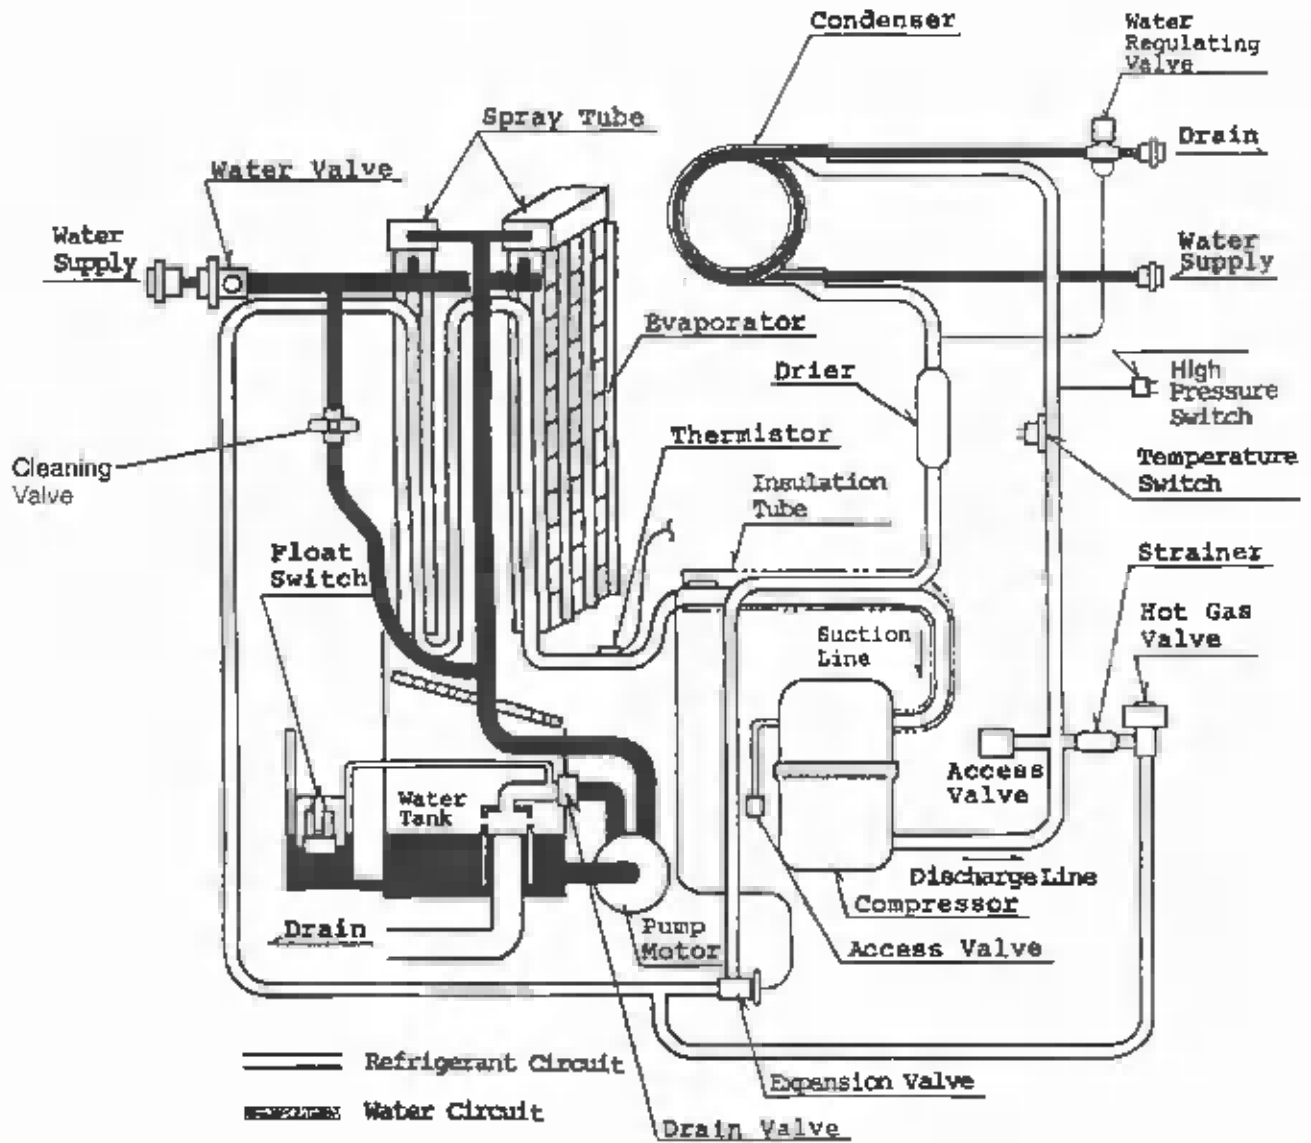 Condenser
Water
Regulating
Valve
Spray Tube
Drain
Water Valve
Water
Supply
Water
Supply
Evaporator
Drier
High
Pressure
Switch
Thermistor
Cleaning
Valve
Insulation
Tube
Temperature
Switch
Float
Switch
Strainer
Hot Gas
Valve
Suction
Line
Access
Valve
Water
Tank
Discharge Line
Compressor
Drain
Pump
Motor
Access Valve
Refrigerant Circuit
Expansion Valve
Water Circuit
Drain Valve